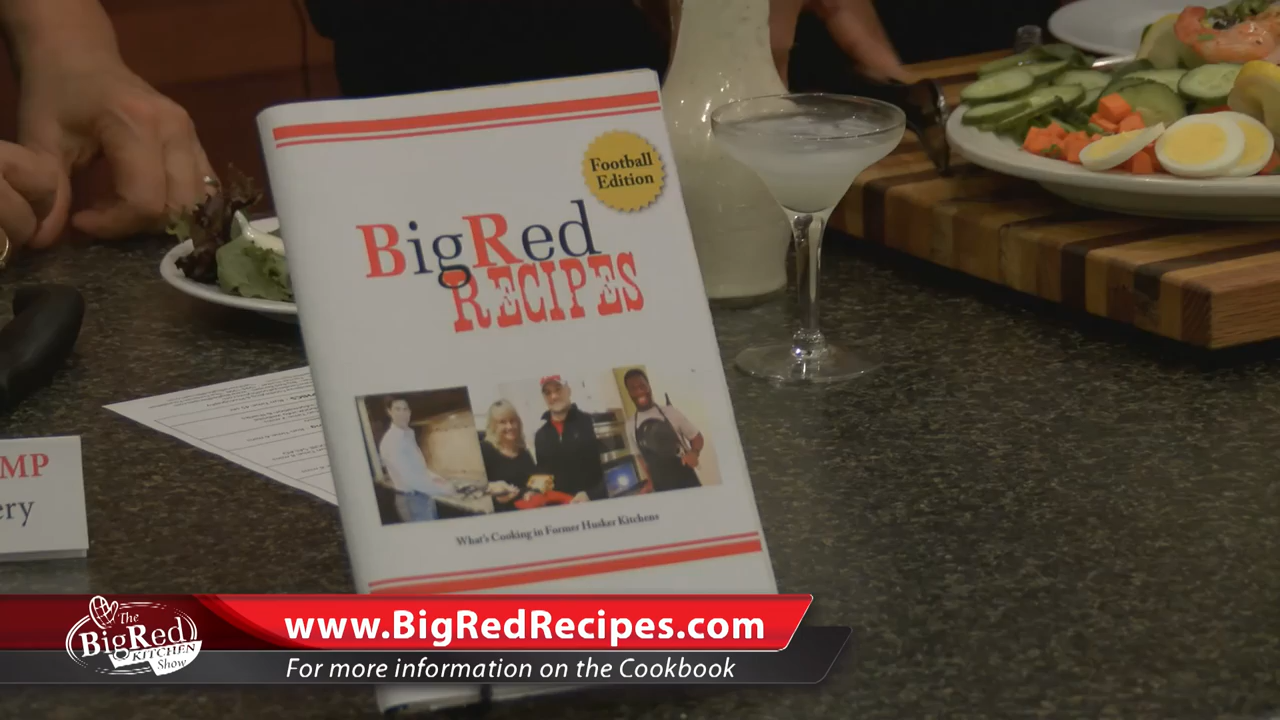 Football
Edition
BigRed
RECIPES
What's Cooking in Former Husker Kitchens
MP
ery
The
BigRed
KITCHEN
Show
www.BigRedRecipes.com
For more information on the Cookbook